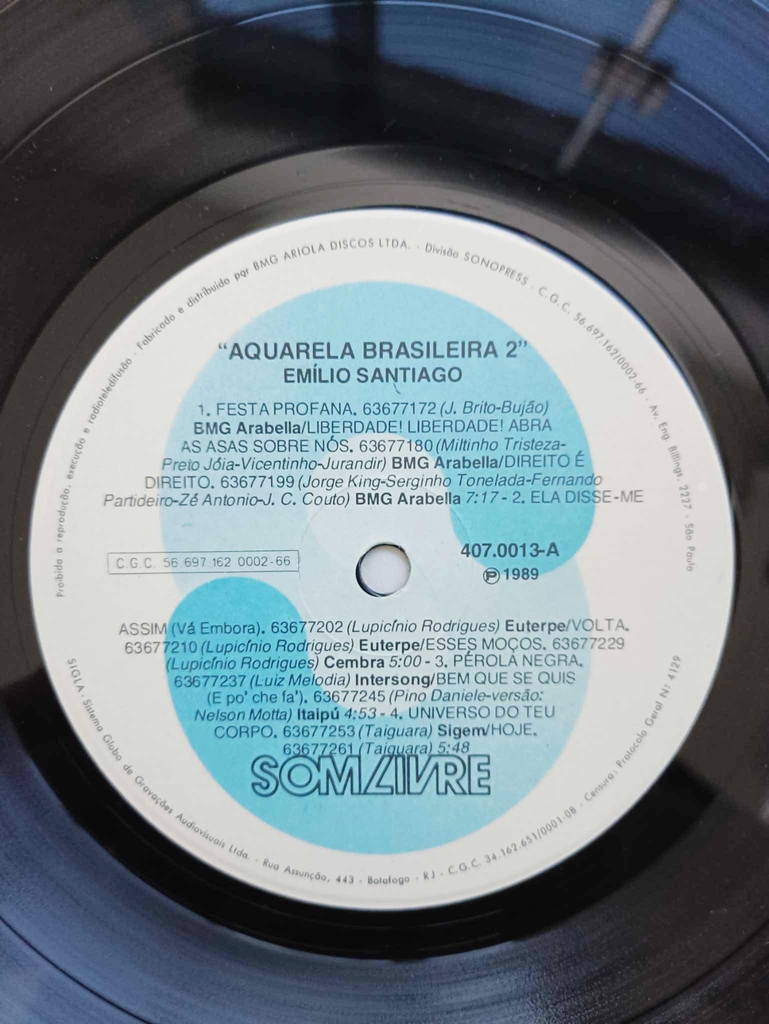 Proibida a reprodução, execução e radioteledifusão. · Fabricado e distribuido por BMG ARIOLA DISCOS LTDA. · Divisão SONOPRESS · C.G.C. 56.697.162/0002-66 · Av. Eng. Billings, 2227 - São Paulo
"AQUARELA BRASILEIRA 2"
EMÍLIO SANTIAGO
1. FESTA PROFANA. 63677172 (J. Brito-Bujão)
BMG Arabella/LIBERDADE! LIBERDADE! ABRA
AS ASAS SOBRE NÓS. 63677180 (Miltinho Tristeza-
Preto Jóia-Vicentinho-Jurandir) BMG Arabella/DIREITO É
DIREITO. 63677199 (Jorge King-Serginho Tonelada-Fernando
Partideiro-Zé Antonio-J. C. Couto) BMG Arabella 7:17 - 2. ELA DISSE-ME
407.0013-A
C.G.C. 56 697 162 0002-66
Ⓟ 1989
ASSIM (Vá Embora). 63677202 (Lupicínio Rodrigues) Euterpe/VOLTA.
63677210 (Lupicínio Rodrigues) Euterpe/ESSES MOÇOS. 63677229
(Lupicínio Rodrigues) Cembra 5:00 - 3. PÉROLA NEGRA.
63677237 (Luiz Melodia) Intersong/BEM QUE SE QUIS
(E po' che fa'). 63677245 (Pino Daniele-versão:
Nelson Motta) Itaipú 4:53 - 4. UNIVERSO DO TEU
CORPO. 63677253 (Taiguara) Sigem/HOJE.
63677261 (Taiguara) 5:48
SOM LIVRE
SIGLA - Sistema Globo de Gravações Audiovisuais Ltda. · Rua Assunção, 443 - Botafogo - RJ - C.G.C. 34.162.651/0001-08 - Censura: Protocolo Geral Nº 4129